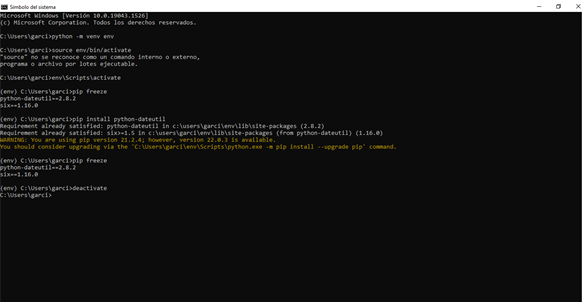 Símbolo del sistema
Microsoft Windows [Versión 10.0.19043.1526]
(c) Microsoft Corporation. Todos los derechos reservados.
C:\Users\garci>python -m venv env
C:\Users\garci>source env/bin/activate
"source" no se reconoce como un comando interno o externo,
programa o archivo por lotes ejecutable.
C:\Users\garci>env\Scripts\activate
(env) C:\Users\garci>pip freeze
python-dateutil==2.8.2
six==1.16.0
(env) C:\Users\garci>pip install python-dateutil
Requirement already satisfied: python-dateutil in c:\users\garci\env\lib\site-packages (2.8.2)
Requirement already satisfied: six>=1.5 in c:\users\garci\env\lib\site-packages (from python-dateutil) (1.16.0)
WARNING: You are using pip version 21.2.4; however, version 22.0.3 is available.
You should consider upgrading via the 'C:\Users\garci\env\Scripts\python.exe -m pip install --upgrade pip' command.
(env) C:\Users\garci>pip freeze
python-dateutil==2.8.2
six==1.16.0
(env) C:\Users\garci>deactivate
C:\Users\garci>